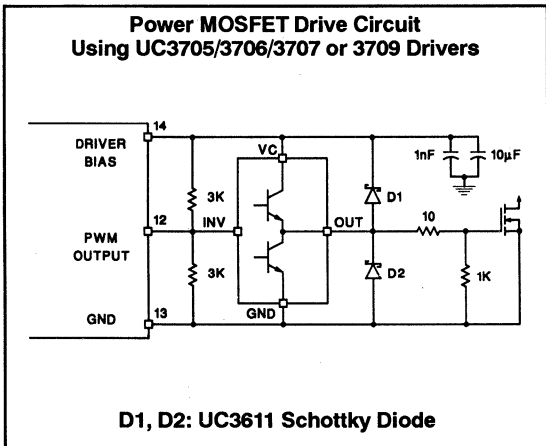 Power MOSFET Drive Circuit
Using UC3705/3706/3707 or 3709 Drivers
14
DRIVER
BIAS
VC
1nF
10µF
3K
D1
12
INV
OUT
10
PWM
OUTPUT
3K
D2
1K
GND
GND
13
D1, D2: UC3611 Schottky Diode